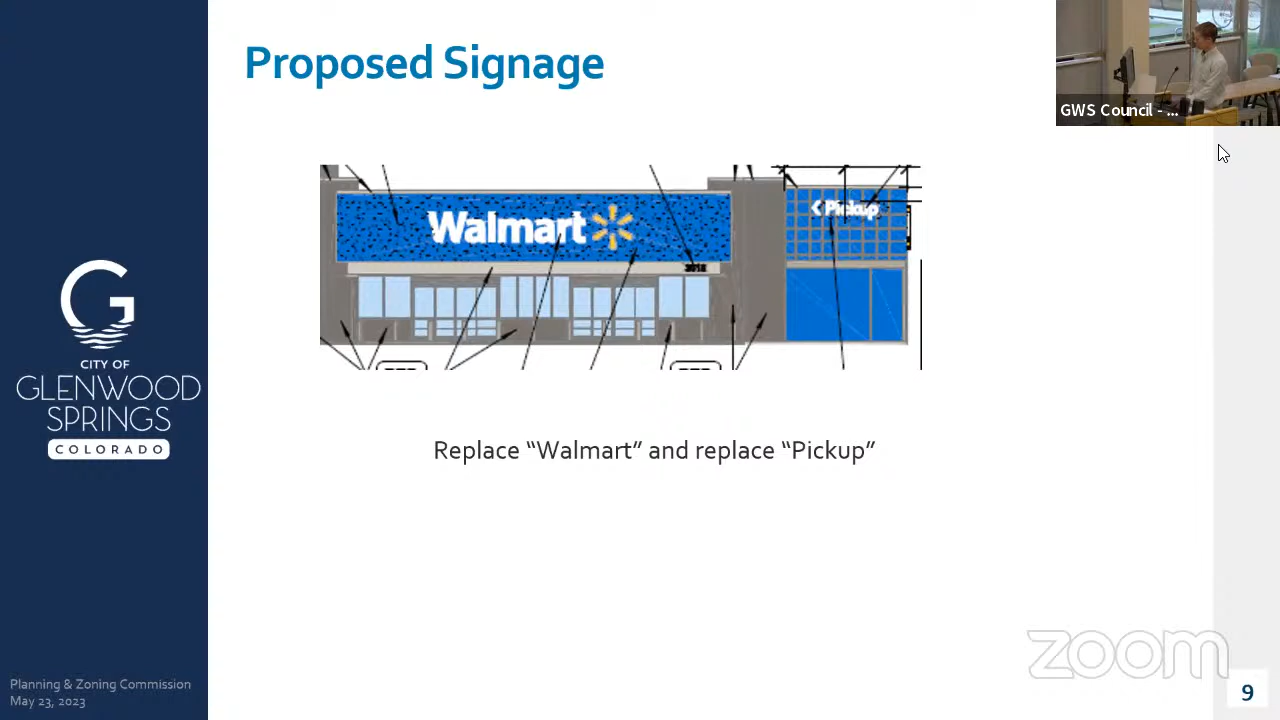 Proposed Signage
GWS Council - ...
Walmart
Pickup
CITY OF
GLENWOOD
SPRINGS
COLORADO
Replace “Walmart” and replace “Pickup”
zoom
Planning & Zoning Commission
May 23, 2023
9